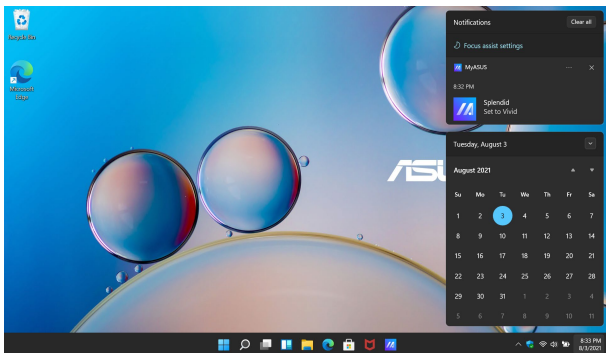 Recycle Bin
Microsoft
Edge
Notifications
Clear all
Focus assist settings
MyASUS
8:32 PM
Splendid
Set to Vivid
Tuesday, August 3
August 2021
Su Mo Tu We Th Fr Sa
1 2 3 4 5 6 7
8 9 10 11 12 13 14
15 16 17 18 19 20 21
22 23 24 25 26 27 28
29 30 31 1 2 3 4
5 6 7 8 9 10 11
8:33 PM
8/3/2021